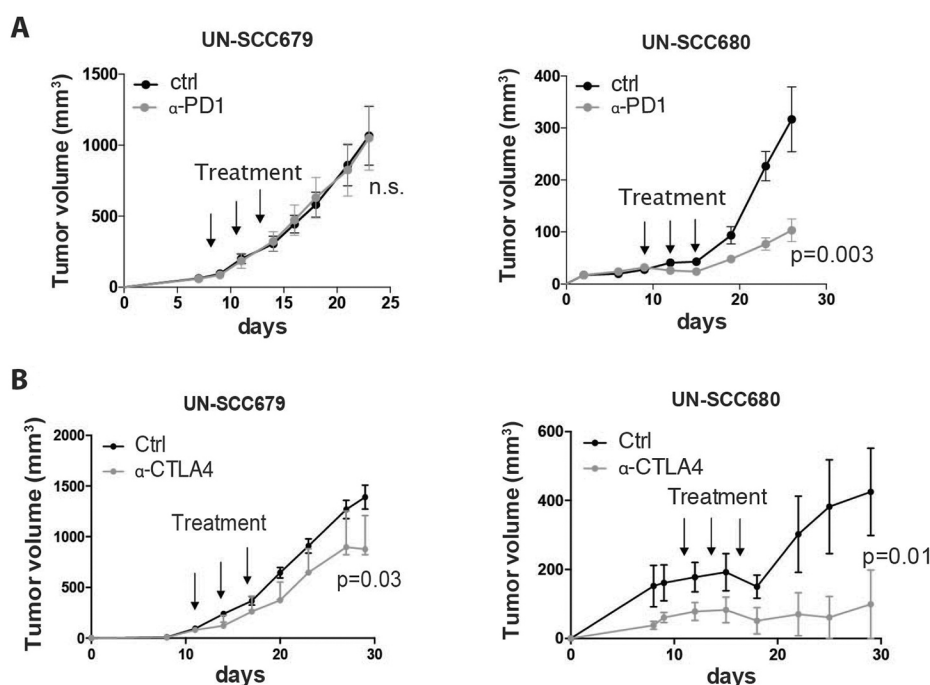 A
UN-SCC679
Tumor volume (mm³)
1500
1000
500
0
ctrl
α-PD1
Treatment
n.s.
0 5 10 15 20 25
days
UN-SCC680
Tumor volume (mm³)
400
300
200
100
0
ctrl
α-PD1
Treatment
p=0.003
0 10 20 30
days
B
UN-SCC679
Tumor volume (mm³)
2000
1500
1000
500
0
Ctrl
α-CTLA4
Treatment
p=0.03
0 10 20 30
days
UN-SCC680
Tumor volume (mm³)
600
400
200
0
Ctrl
α-CTLA4
Treatment
p=0.01
0 10 20 30
days